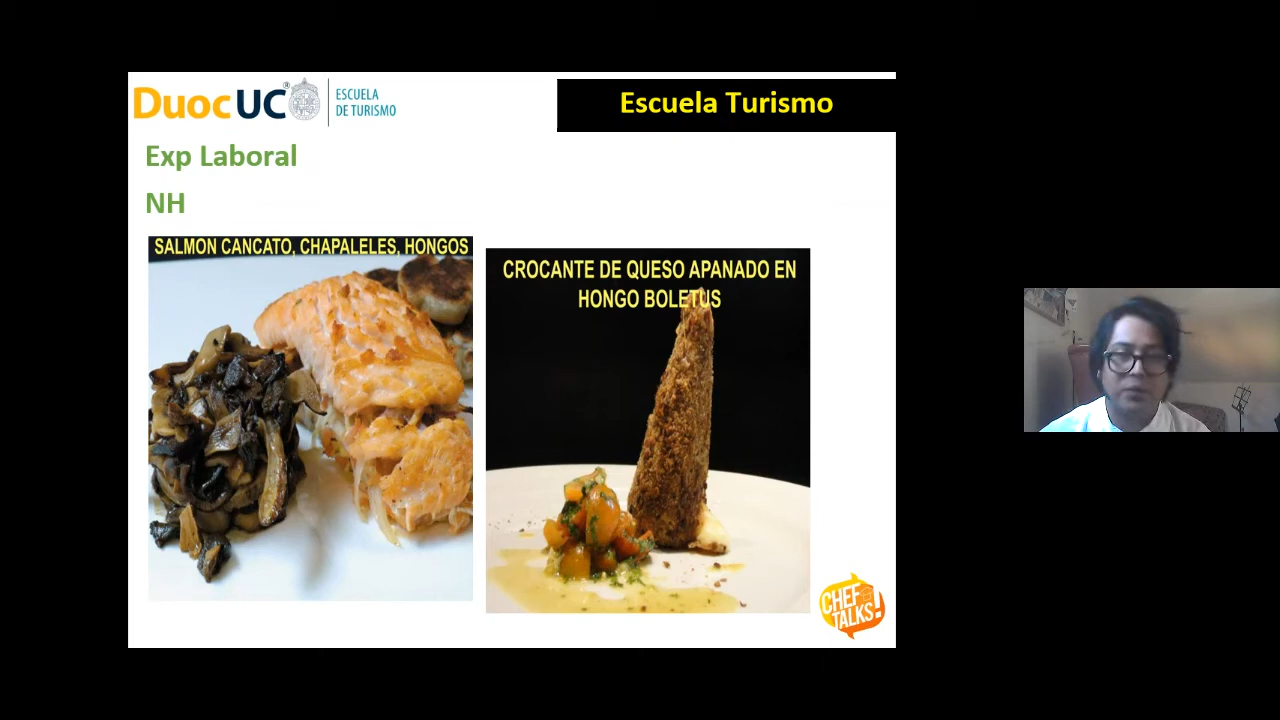 Duoc UC®
ESCUELA
DE TURISMO
Escuela Turismo
Exp Laboral
NH
SALMON CANCATO, CHAPALELES, HONGOS
CROCANTE DE QUESO APANADO EN
HONGO BOLETUS
CHEF
TALKS!